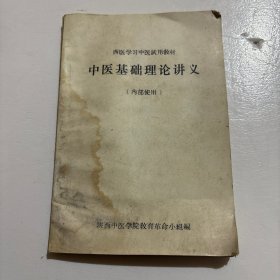 西医学习中医试用教材
中医基础理论讲义
（内部使用）
陕西中医学院教育革命小组编